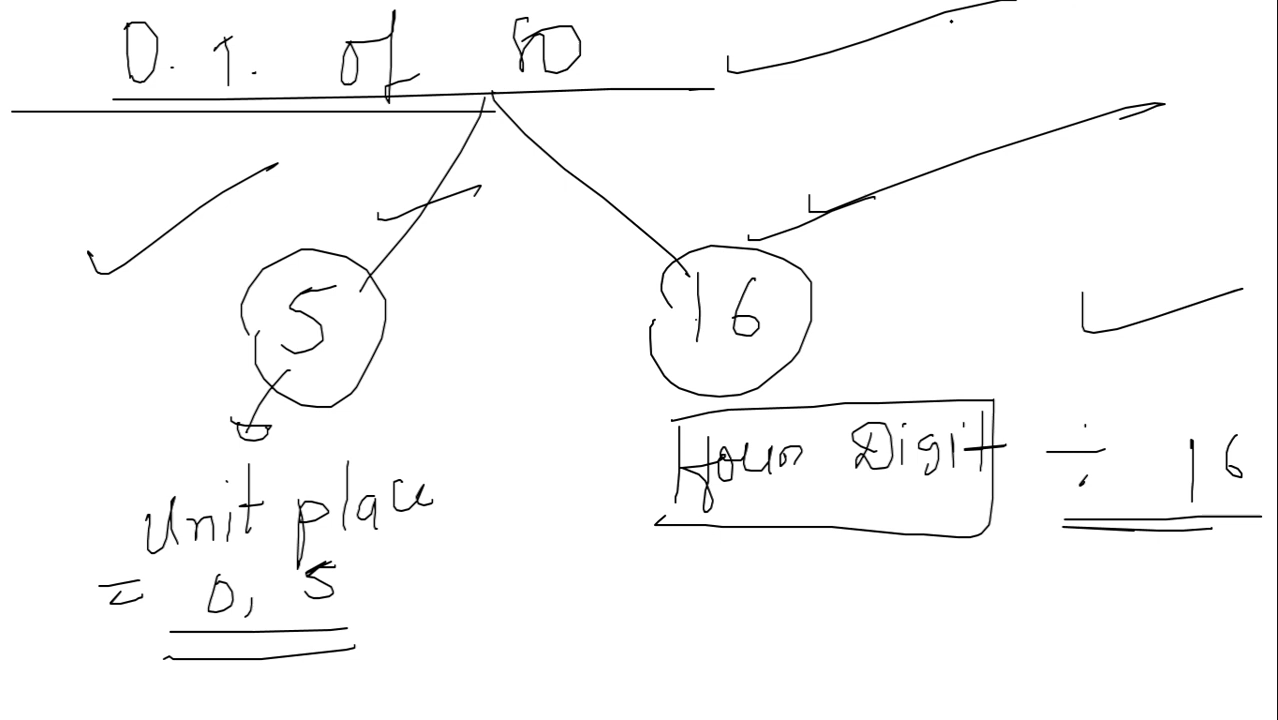 D. T. of 80
5 16
Four Digit ÷ 16
Unit place
= 0, 5